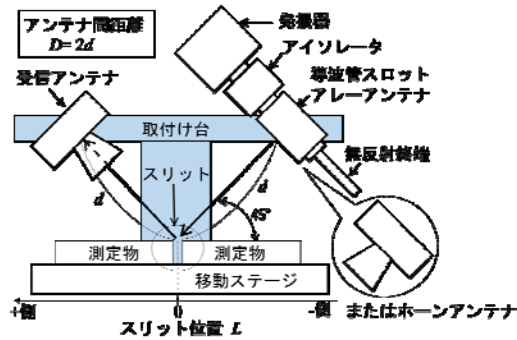 アンテナ間距離
D=2d
受信アンテナ
発振器
アイソレータ
導波管スロット
アレーアンテナ
取付け台
無反射終端
スリット
d
d
45°
測定物
測定物
移動ステージ
+側
0
-側
またはホーンアンテナ
スリット位置 L